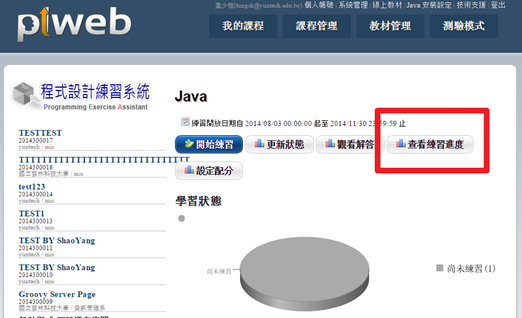 plweb
董少桓(tungsh@yuntech.edu.tw) 個人帳號 | 系統管理 | 線上教材 | Java 安裝設定 | 技術支援 | 登出
我的課程 課程管理 教材管理 測驗模式
程式設計練習系統
Programming Exercise Assistant
TESTTEST
2014300017
yuntech / mis
TTTTTTTTTTTTTTTTTTTTTTTTTTTTT
2014300016
國立雲林科技大學 / mis
test123
2014300014
yuntech / mis
TEST1
2014300013
yuntech / mis
TEST BY ShaoYang
2014300011
yuntech / mis
TEST BY ShaoYang
2014300010
yuntech / mis
Groovy Server Page
2014300009
國立雲林科技大學 / 資訊管理系
Java
練習開放日期自 2014/08/03 00:00:00 起至 2014/11/30 23:59:59 止
開始練習 更新狀態 觀看解答 查看練習進度
設定配分
學習狀態
尚未練習
尚未練習(1)